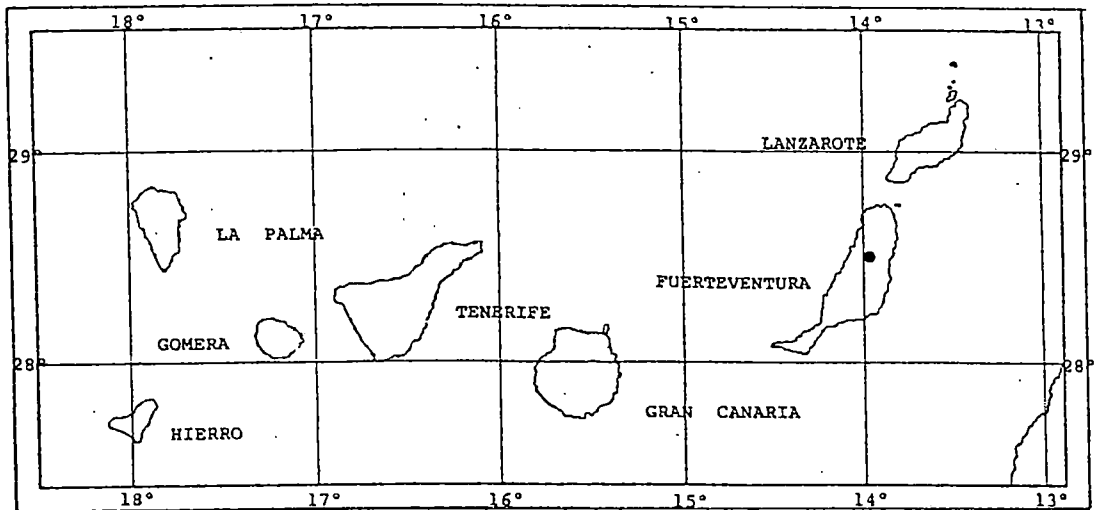 18° 17° 16° 15° 14° 13°
LANZAROTE
29° 29°
LA PALMA
FUERTEVENTURA
TENERIFE
GOMERA
28° 28°
GRAN CANARIA
HIERRO
18° 17° 16° 15° 14° 13°